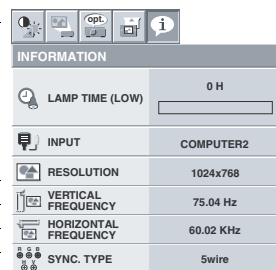 opt.
i
INFORMATION
0 H
LAMP TIME (LOW)
INPUT
COMPUTER2
RESOLUTION
1024x768
VERTICAL
FREQUENCY
75.04 Hz
HORIZONTAL
FREQUENCY
60.02 KHz
R G B
H V
SYNC. TYPE
5wire